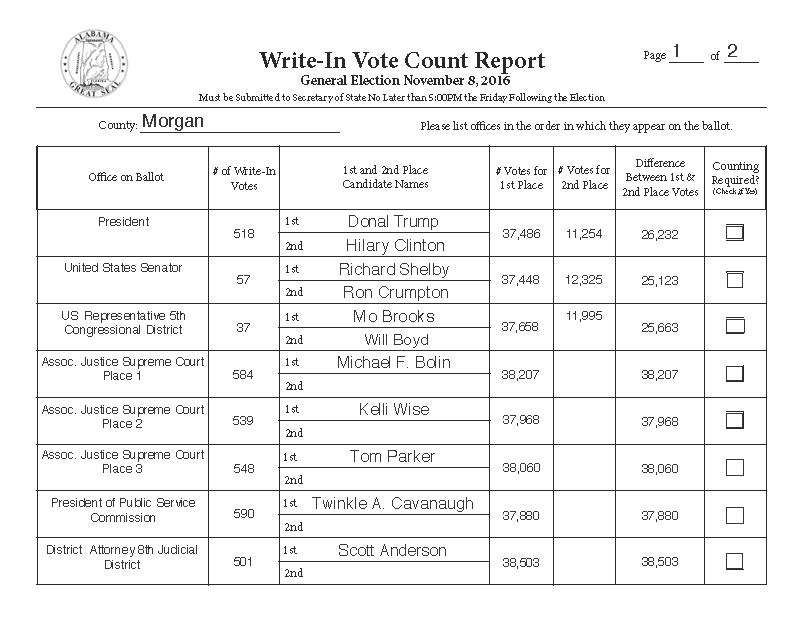 ALABAMA
GREAT SEAL
Write-In Vote Count Report
Page 1 of 2
General Election November 8, 2016
Must be Submitted to Secretary of State No Later than 5:00PM the Friday Following the Election
County: Morgan
Please list offices in the order in which they appear on the ballot.
Office on Ballot
# of Write-In
Votes
1st and 2nd Place
Candidate Names
# Votes for
1st Place
# Votes for
2nd Place
Difference
Between 1st &
2nd Place Votes
Counting
Required?
(Check if Yes)
President
518
1st Donal Trump
2nd Hilary Clinton
37,486
11,254
26,232
United States Senator
57
1st Richard Shelby
2nd Ron Crumpton
37,448
12,325
25,123
US Representative 5th
Congressional District
37
1st Mo Brooks
2nd Will Boyd
37,658
11,995
25,663
Assoc. Justice Supreme Court
Place 1
584
1st Michael F. Bolin
2nd
38,207
38,207
Assoc. Justice Supreme Court
Place 2
539
1st Kelli Wise
2nd
37,968
37,968
Assoc. Justice Supreme Court
Place 3
548
1st Tom Parker
2nd
38,060
38,060
President of Public Service
Commission
590
1st Twinkle A. Cavanaugh
2nd
37,880
37,880
District Attorney 8th Judicial
District
501
1st Scott Anderson
2nd
38,503
38,503